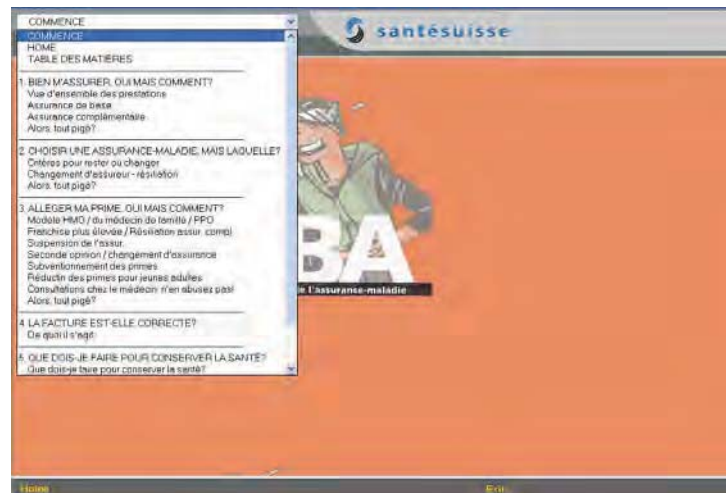 COMMENCE
santésuisse
COMMENCE
HOME
TABLE DES MATIÈRES
1. BIEN M'ASSURER, OUI MAIS COMMENT?
Vue d'ensemble des prestations
Assurance de base
Assurance complémentaire
Alors, tout pigé?
2. CHOISIR UNE ASSURANCE-MALADIE, MAIS LAQUELLE?
Critères pour rester ou changer
Changement d'assureur - résiliation
Alors, tout pigé?
3. ALLEGER MA PRIME, OUI MAIS COMMENT?
Modèle HMO / du médecin de famille / PPO
Franchise plus élevée / Résiliation assur. compl
Suspension de l'assur.
Seconde opinion / changement d'assurance
Subventionnement des primes
Réductin des primes pour jeunes adultes
Consultations chez le médecin: n'en abusez pas!
Alors, tout pigé?
4. LA FACTURE EST-ELLE CORRECTE?
De quoi il s'agit
5. QUE DOIS-JE FAIRE POUR CONSERVER LA SANTÉ?
Que dois-je faire pour conserver la santé?
BA
e l'assuranse-maladie
Home